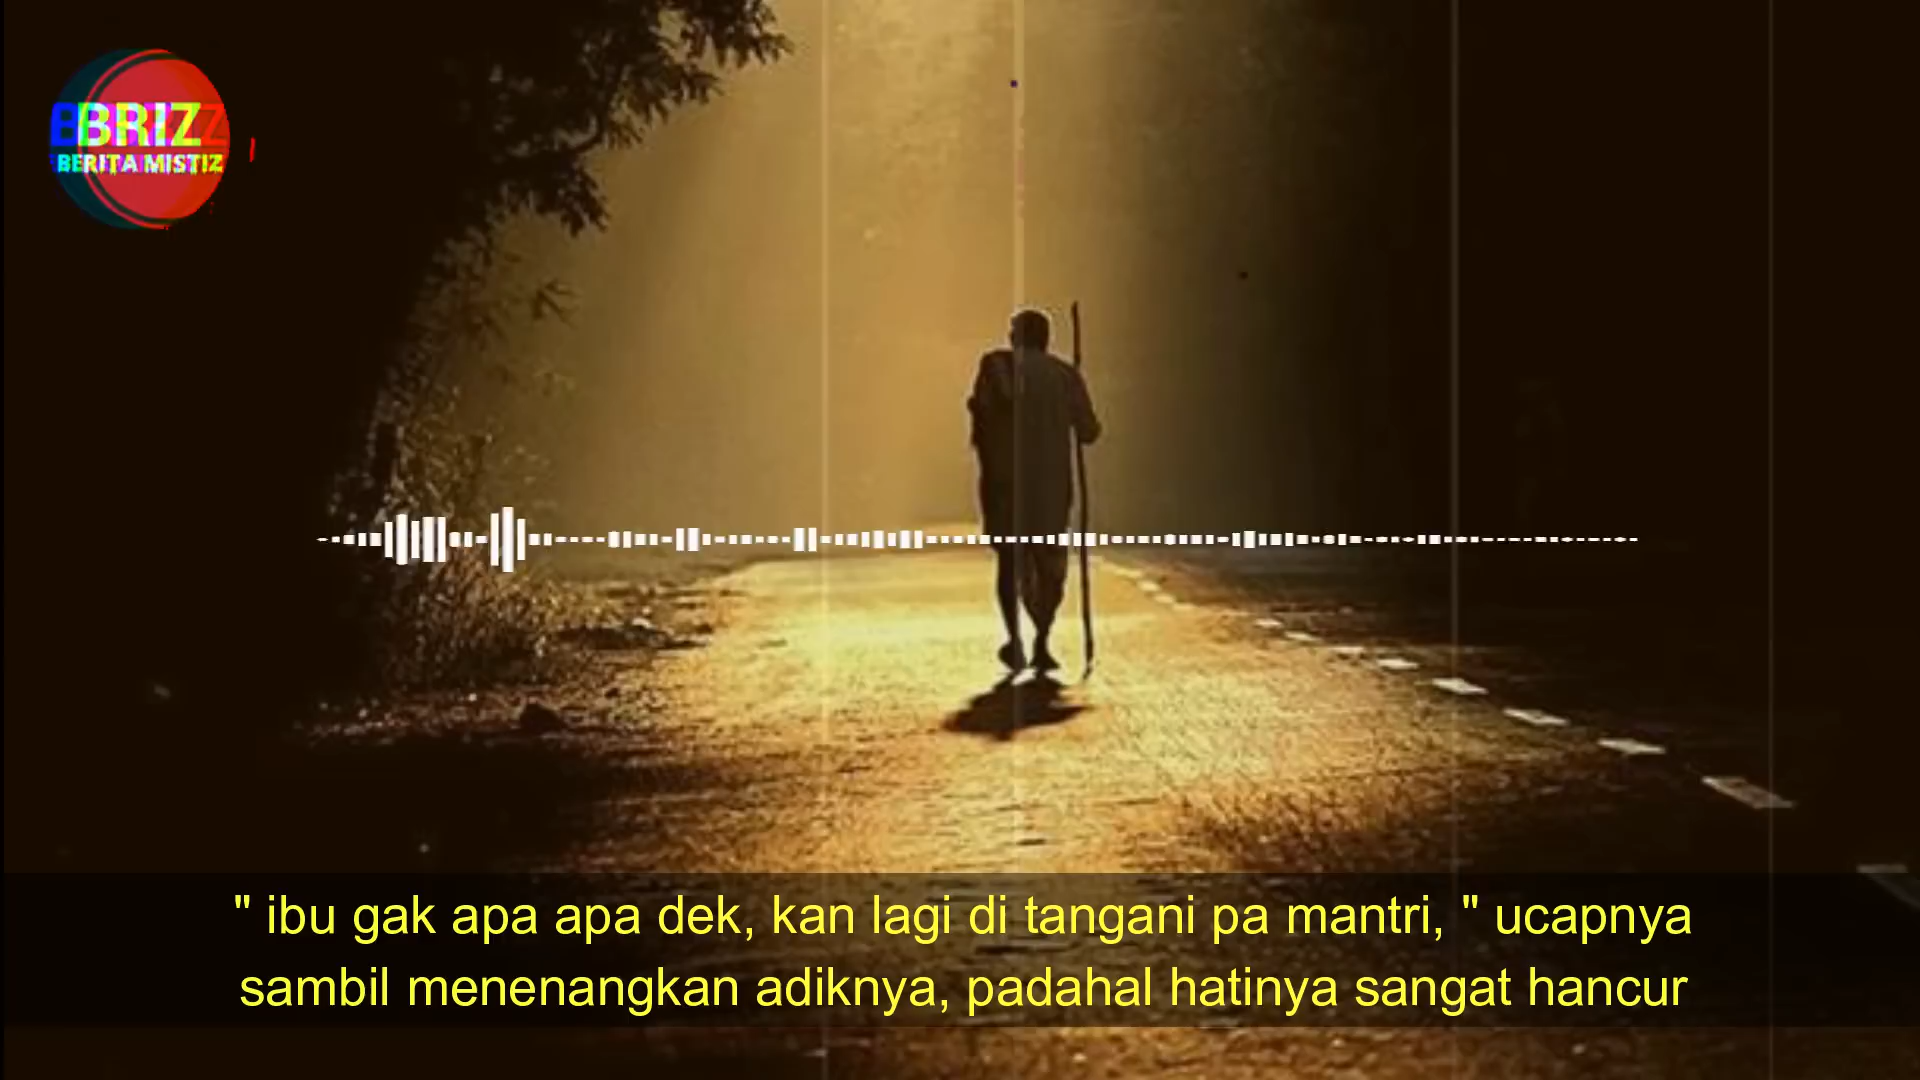 BRIZ
BERITA MISTIZ
" ibu gak apa apa dek, kan lagi di tangani pa mantri, " ucapnya
sambil menenangkan adiknya, padahal hatinya sangat hancur